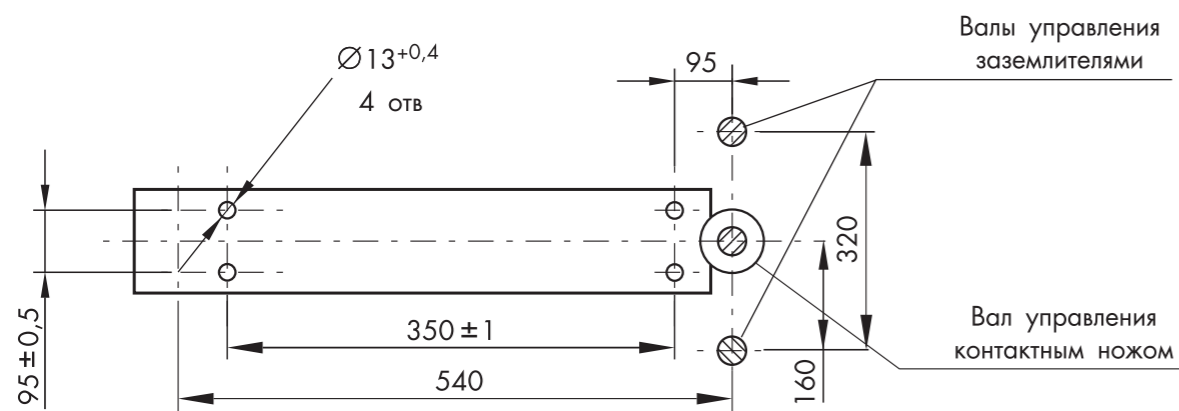 Валы управления
заземлителями
∅13+0,4
4 отв
95
320
95±0,5
350±1
160
540
Вал управления
контактным ножом